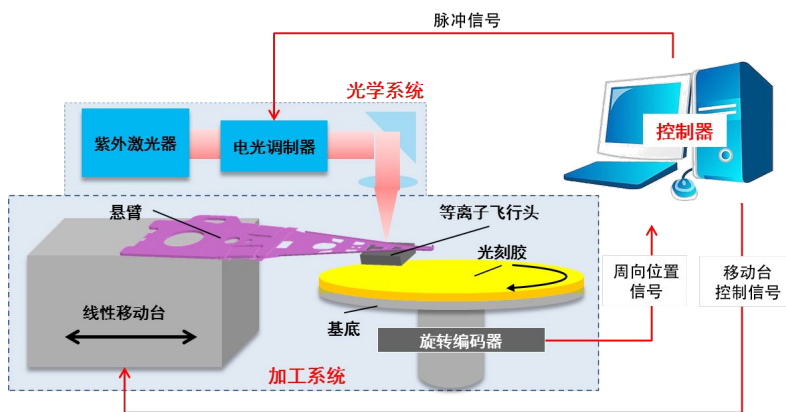 脉冲信号
光学系统
紫外激光器
电光调制器
控制器
悬臂
等离子飞行头
光刻胶
周向位置
信号
移动台
控制信号
线性移动台
基底
旋转编码器
加工系统